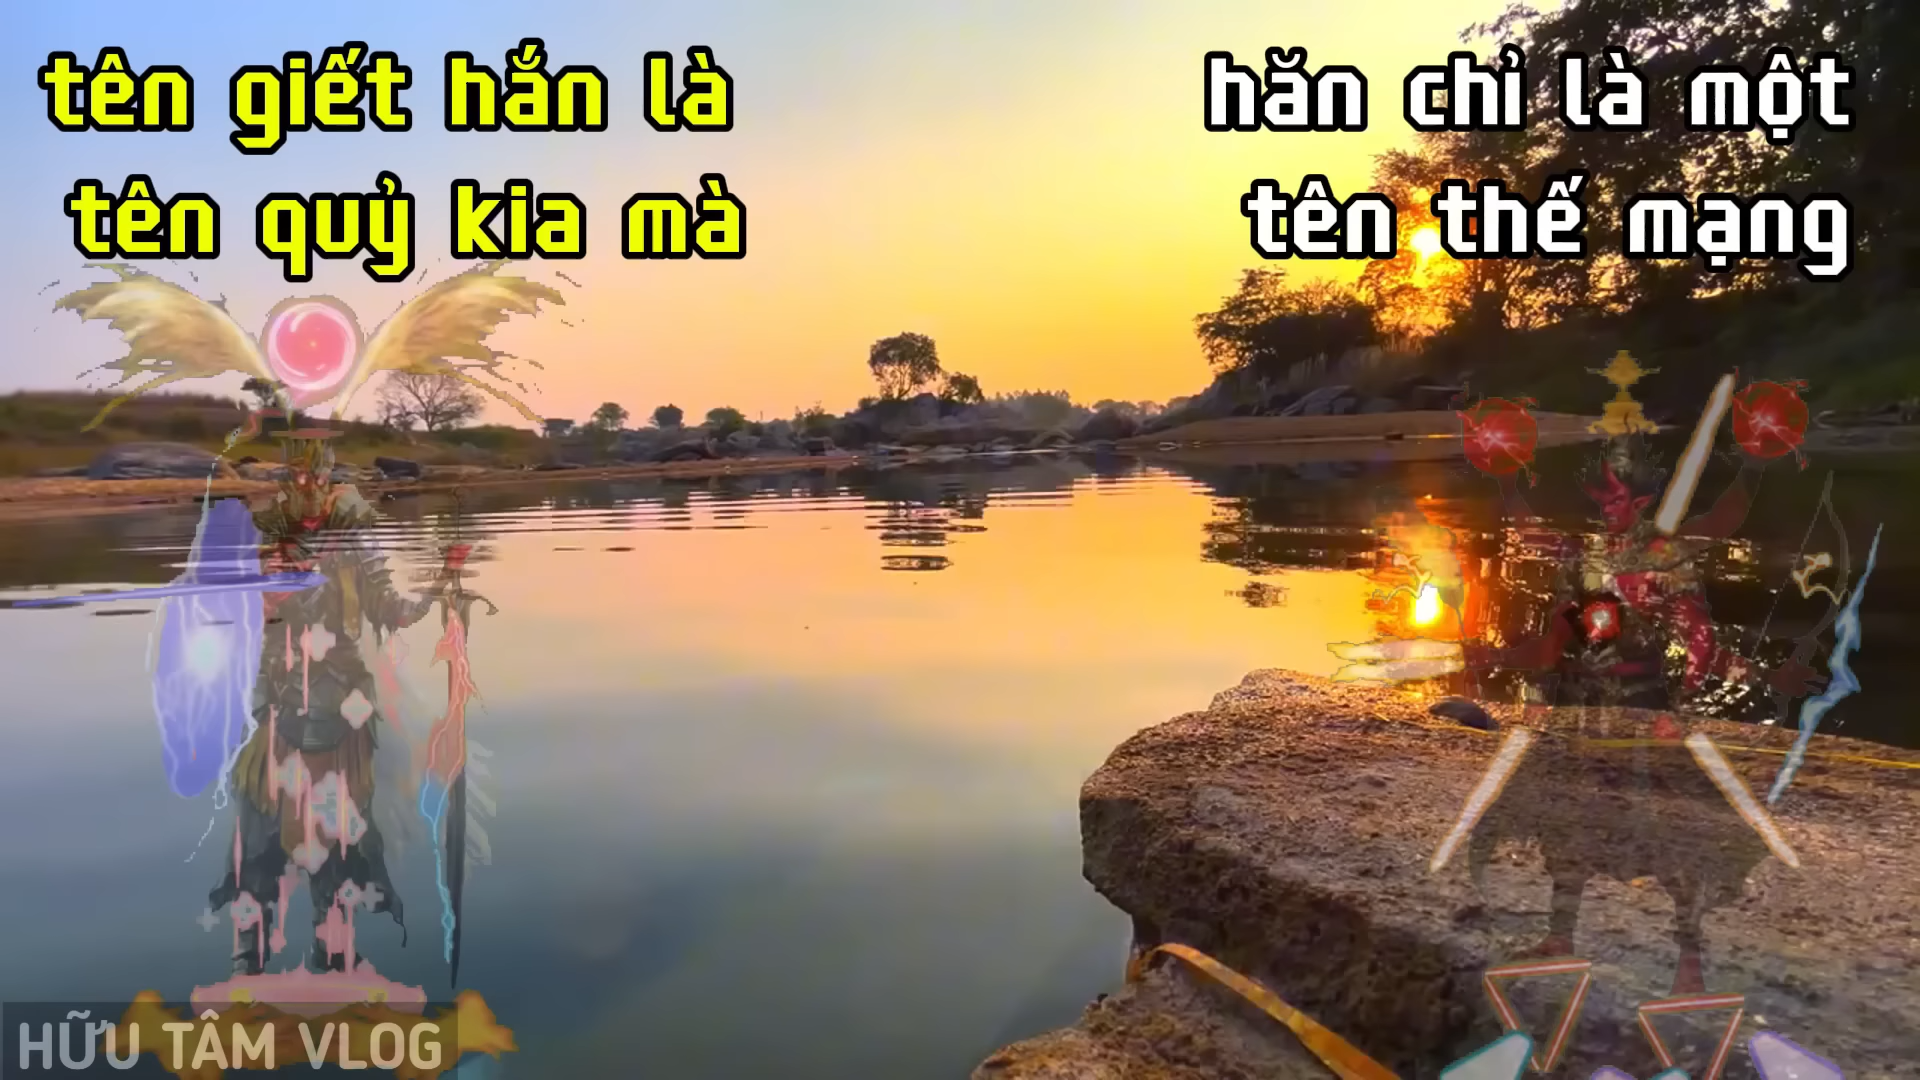 tên giết hắn là
tên quỷ kia mà
hăn chỉ là một
tên thế mạng
HỮU TÂM VLOG